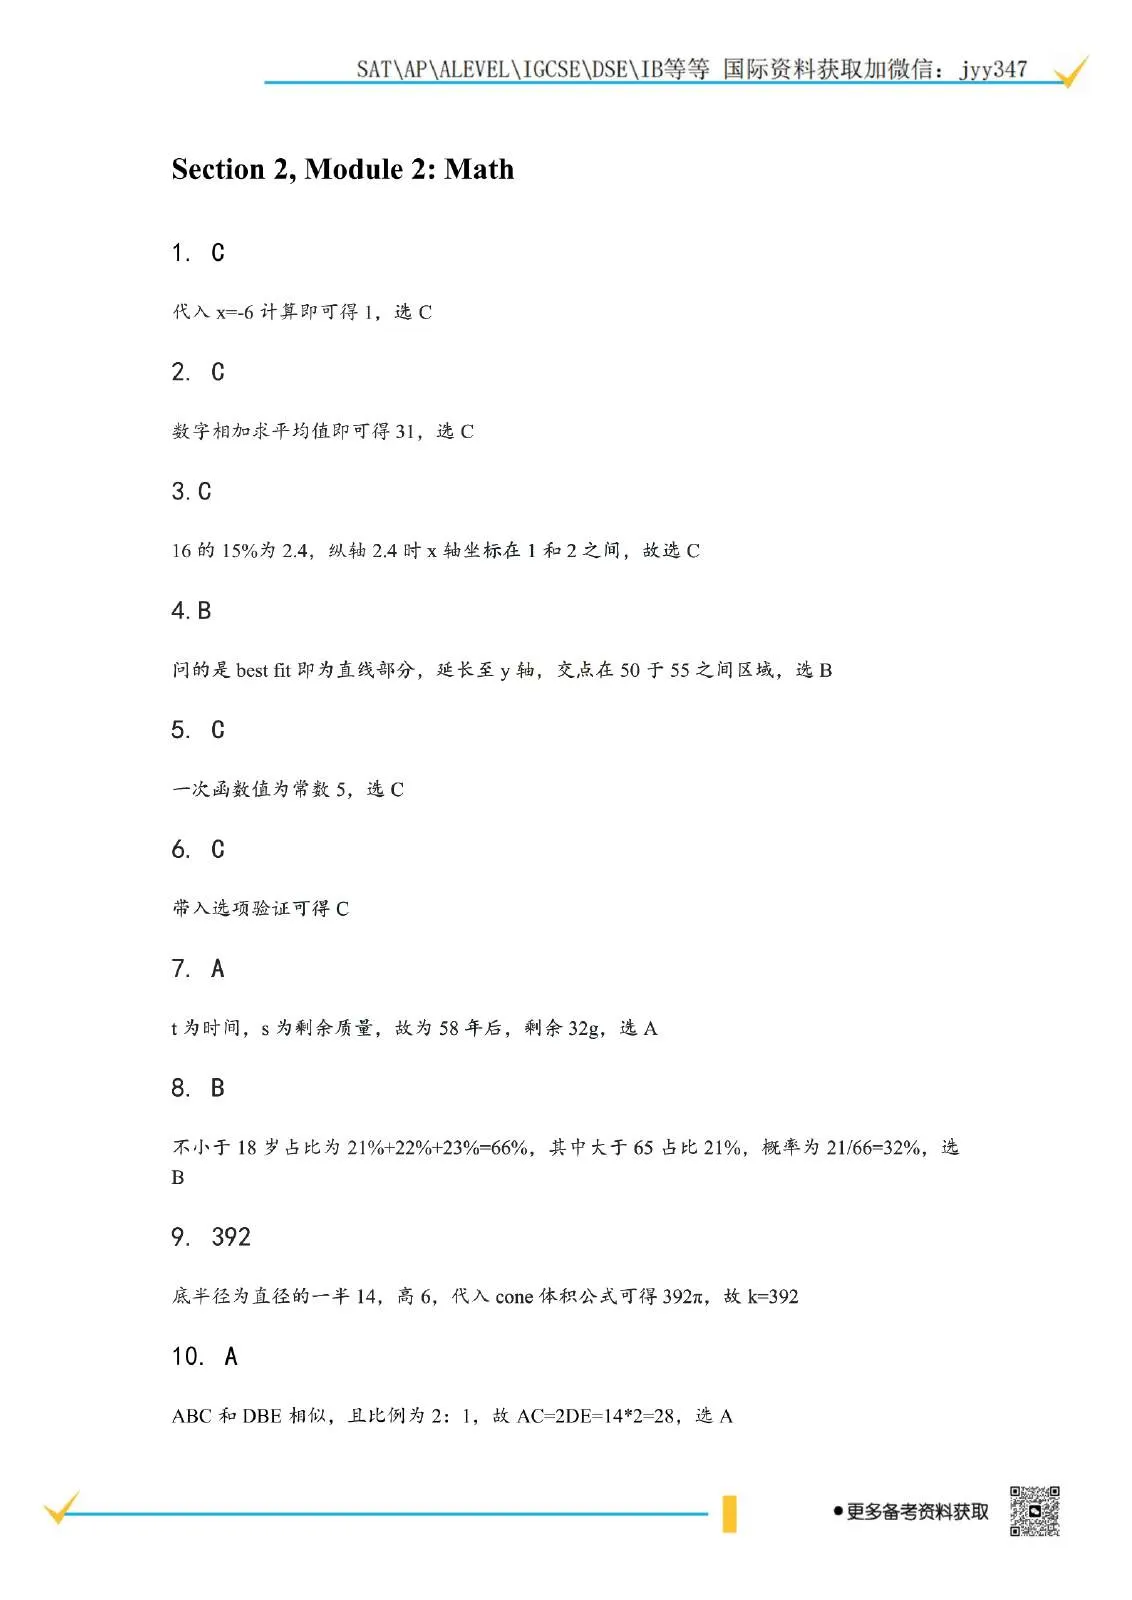 SAT\AP\ALEVEL\IGCSE\DSE\IB等等 国际资料获取加微信：jyy347
Section 2, Module 2: Math
1. C
代入 x=-6 计算即可得 1，选 C
2. C
数字相加求平均值即可得 31，选 C
3.C
16 的 15%为 2.4，纵轴 2.4 时 x 轴坐标在 1 和 2 之间，故选 C
4.B
问的是 best fit 即为直线部分，延长至 y 轴，交点在 50 于 55 之间区域，选 B
5. C
一次函数值为常数 5，选 C
6. C
带入选项验证可得 C
7. A
t 为时间，s 为剩余质量，故为 58 年后，剩余 32g，选 A
8. B
不小于 18 岁占比为 21%+22%+23%=66%，其中大于 65 占比 21%，概率为 21/66=32%，选
B
9. 392
底半径为直径的一半 14，高 6，代入 cone 体积公式可得 392π，故 k=392
10. A
ABC 和 DBE 相似，且比例为 2：1，故 AC=2DE=14*2=28，选 A
●更多备考资料获取